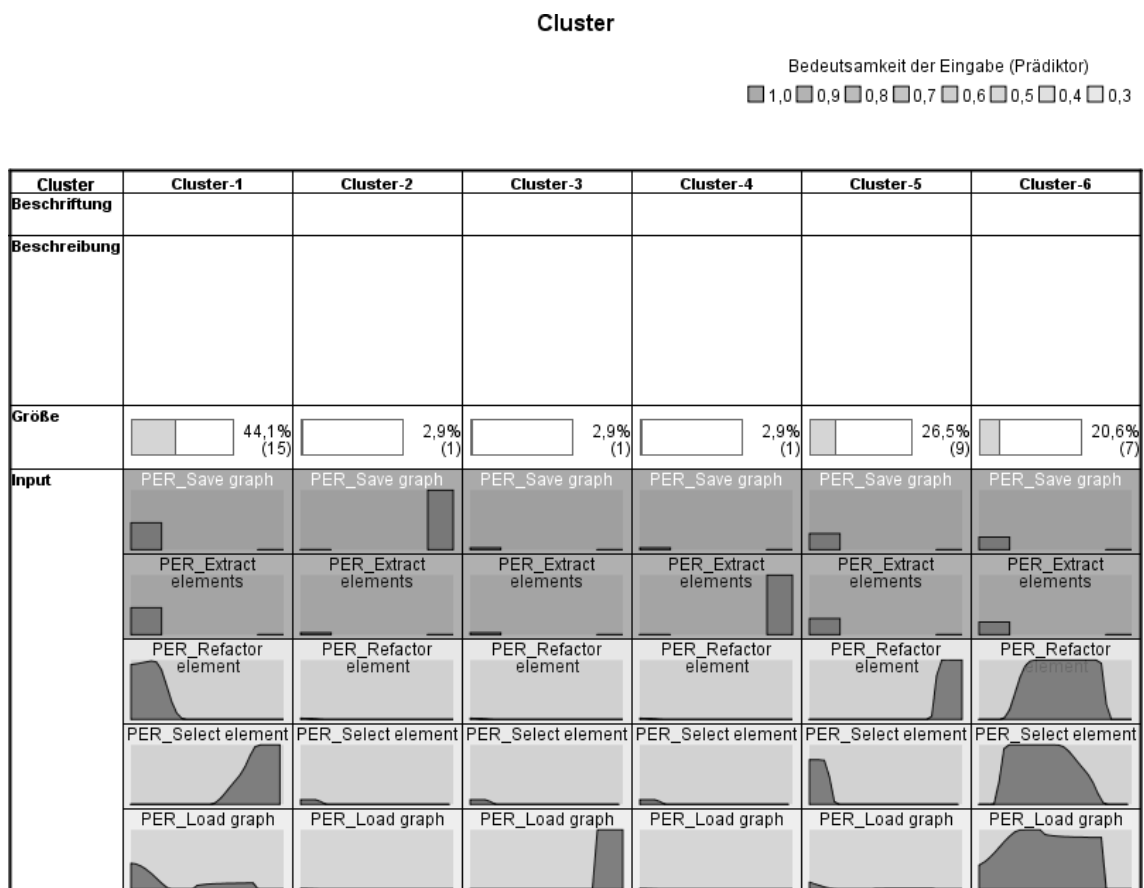 Cluster
Bedeutsamkeit der Eingabe (Prädiktor)
1,0 0,9 0,8 0,7 0,6 0,5 0,4 0,3
Cluster Cluster-1 Cluster-2 Cluster-3 Cluster-4 Cluster-5 Cluster-6
Beschriftung
Beschreibung
Größe
44,1% 2,9% 2,9% 2,9% 26,5% 20,6%
(15) (1) (1) (1) (9) (7)
Input PER_Save graph PER_Save graph PER_Save graph PER_Save graph PER_Save graph PER_Save graph
PER_Extract PER_Extract PER_Extract PER_Extract PER_Extract PER_Extract
elements elements elements elements elements elements
PER_Refactor PER_Refactor PER_Refactor PER_Refactor PER_Refactor PER_Refactor
element element element element element element
PER_Select element PER_Select element PER_Select element PER_Select element PER_Select element PER_Select element
PER_Load graph PER_Load graph PER_Load graph PER_Load graph PER_Load graph PER_Load graph